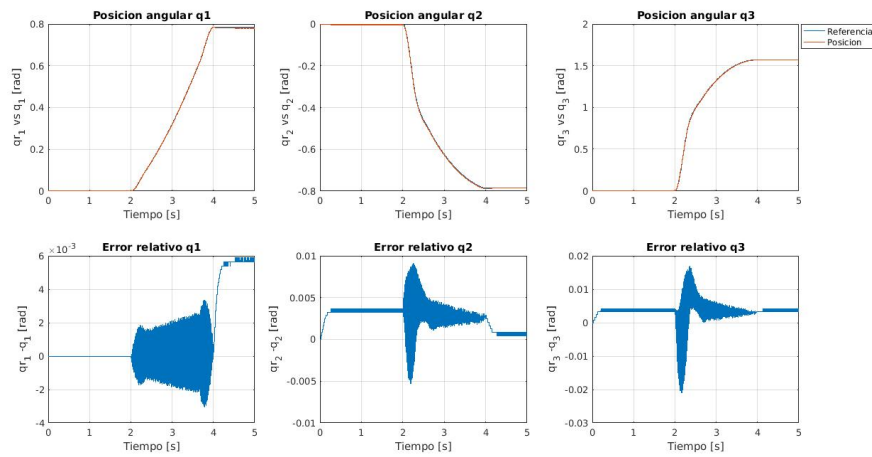 Posicion angular q1
qr1 vs q1 [rad]
0.8
0.6
0.4
0.2
0
0 1 2 3 4 5
Tiempo [s]
Posicion angular q2
qr2 vs q2 [rad]
0
-0.2
-0.4
-0.6
-0.8
0 1 2 3 4 5
Tiempo [s]
Posicion angular q3
qr3 vs q3 [rad]
3
2
1
0
0 1 2 3 4 5
Tiempo [s]
Referencia
Posicion
Error relativo q1
×10-3
qr1 -q1 [rad]
6
4
2
0
-2
-4
0 1 2 3 4 5
Tiempo [s]
Error relativo q2
qr2 -q2 [rad]
0.01
0.005
0
-0.005
-0.01
0 1 2 3 4 5
Tiempo [s]
Error relativo q3
qr3 -q3 [rad]
0.03
0.02
0.01
0
-0.01
-0.02
-0.03
0 1 2 3 4 5
Tiempo [s]